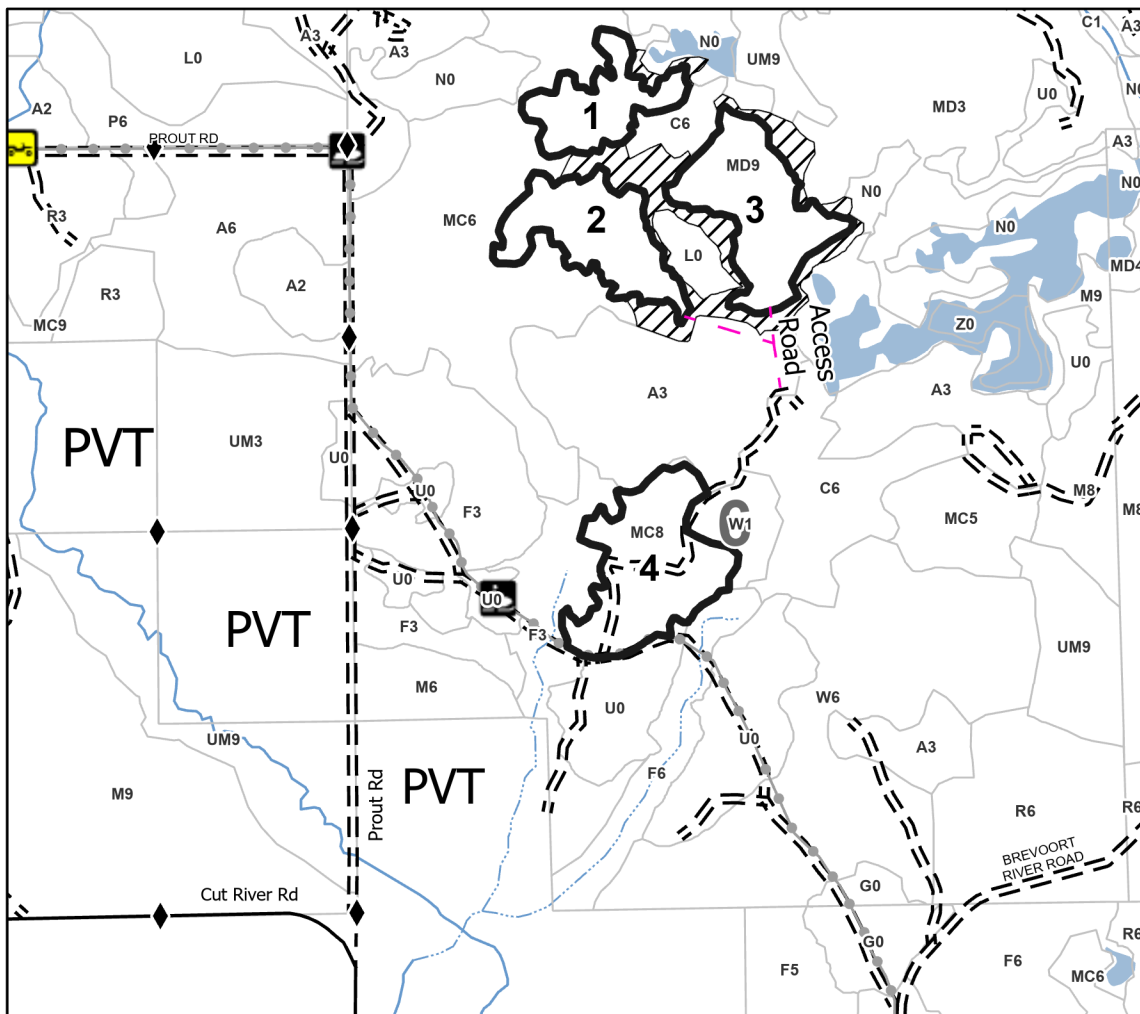 A3
A3
L0
N0
N0
UM9
C1
A3
U0
N0
MD3
A2
P6
PROUT RD
1
C6
A3
MD9
N0
R3
A6
MC6
2
3
N0
N0
L0
MD4
A2
R3
M9
MC9
Access
Road
Z0
U0
A3
A3
PVT
UM3
U0
U0
F3
C6
M8
MC5
M8
MC8
C
W1
4
U0
U0
PVT
F3
F3
UM9
M6
W6
U0
U0
UM9
A3
F6
PVT
M9
Prout Rd
R6
R6
BREVOORT
RIVER ROAD
G0
Cut River Rd
G0
F5
F6
R6
MC6